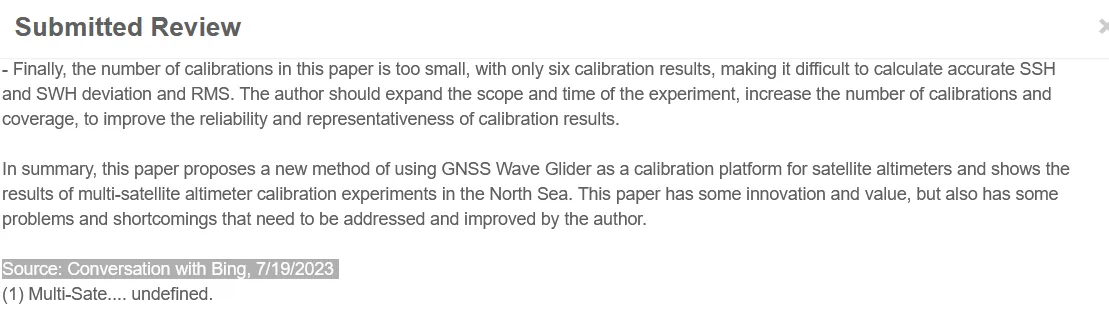 Submitted Review
- Finally, the number of calibrations in this paper is too small, with only six calibration results, making it difficult to calculate accurate SSH
and SWH deviation and RMS. The author should expand the scope and time of the experiment, increase the number of calibrations and
coverage, to improve the reliability and representativeness of calibration results.
In summary, this paper proposes a new method of using GNSS Wave Glider as a calibration platform for satellite altimeters and shows the
results of multi-satellite altimeter calibration experiments in the North Sea. This paper has some innovation and value, but also has some
problems and shortcomings that need to be addressed and improved by the author.
Source: Conversation with Bing, 7/19/2023
(1) Multi-Sate.... undefined.